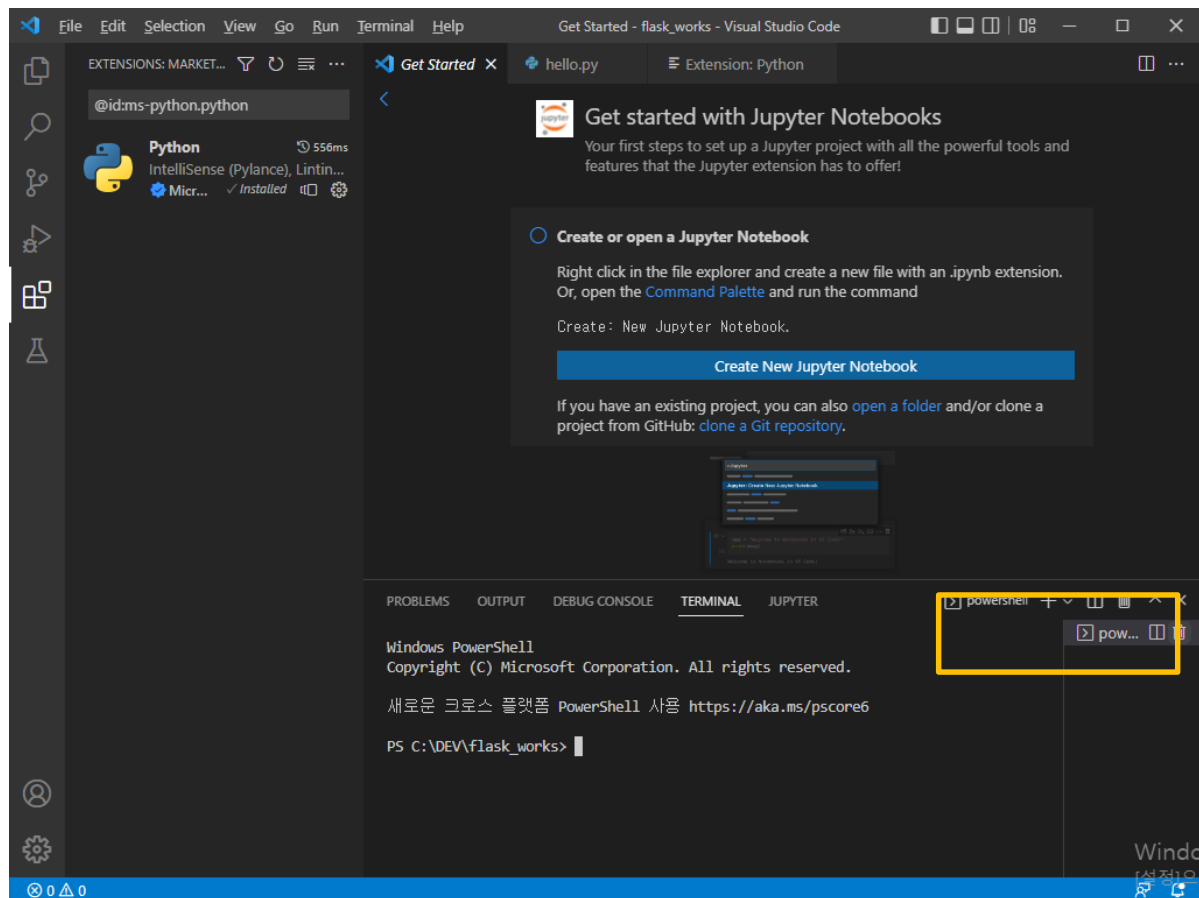 File Edit Selection View Go Run Terminal Help
Get Started - flask_works - Visual Studio Code
EXTENSIONS: MARKET...
@id:ms-python.python
Python 556ms
IntelliSense (Pylance), Lintin...
Micr... ✓ Installed
Get Started
hello.py
Extension: Python
jupyter
Get started with Jupyter Notebooks
Your first steps to set up a Jupyter project with all the powerful tools and
features that the Jupyter extension has to offer!
Create or open a Jupyter Notebook
Right click in the file explorer and create a new file with an .ipynb extension.
Or, open the Command Palette and run the command
Create: New Jupyter Notebook.
Create New Jupyter Notebook
If you have an existing project, you can also open a folder and/or clone a
project from GitHub: clone a Git repository.
PROBLEMS OUTPUT DEBUG CONSOLE TERMINAL JUPYTER
powershell
pow...
Windows PowerShell
Copyright (C) Microsoft Corporation. All rights reserved.
새로운 크로스 플랫폼 PowerShell 사용 https://aka.ms/pscore6
PS C:\DEV\flask_works>
Windo
[설정]으
0 0